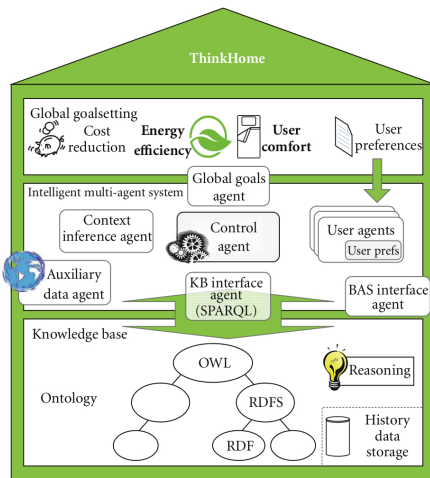 ThinkHome
Global goalsetting
Cost
reduction
Energy
efficiency
User
comfort
User
preferences
Intelligent multi-agent system
Global goals
agent
Context
inference agent
Control
agent
User agents
User prefs
Auxiliary
data agent
KB interface
agent
(SPARQL)
BAS interface
agent
Knowledge base
OWL
Reasoning
Ontology
RDFS
RDF
History
data
storage